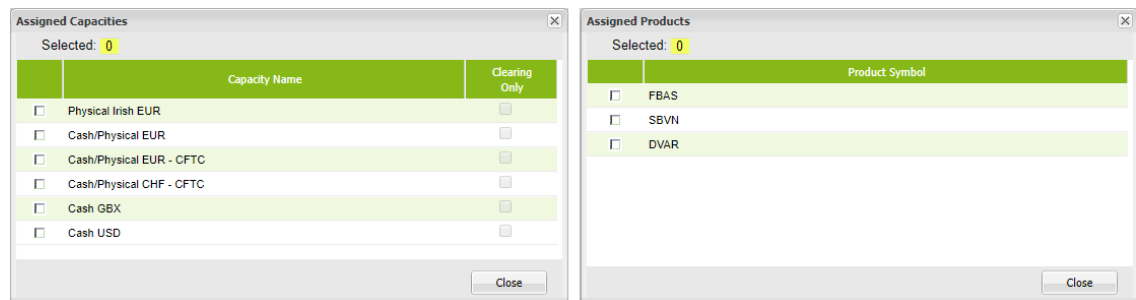 Assigned Capacities
Selected: 0
Capacity Name Clearing Only
Physical Irish EUR
Cash/Physical EUR
Cash/Physical EUR - CFTC
Cash/Physical CHF - CFTC
Cash GBX
Cash USD
Close
Assigned Products
Selected: 0
Product Symbol
FBAS
SBVN
DVAR
Close